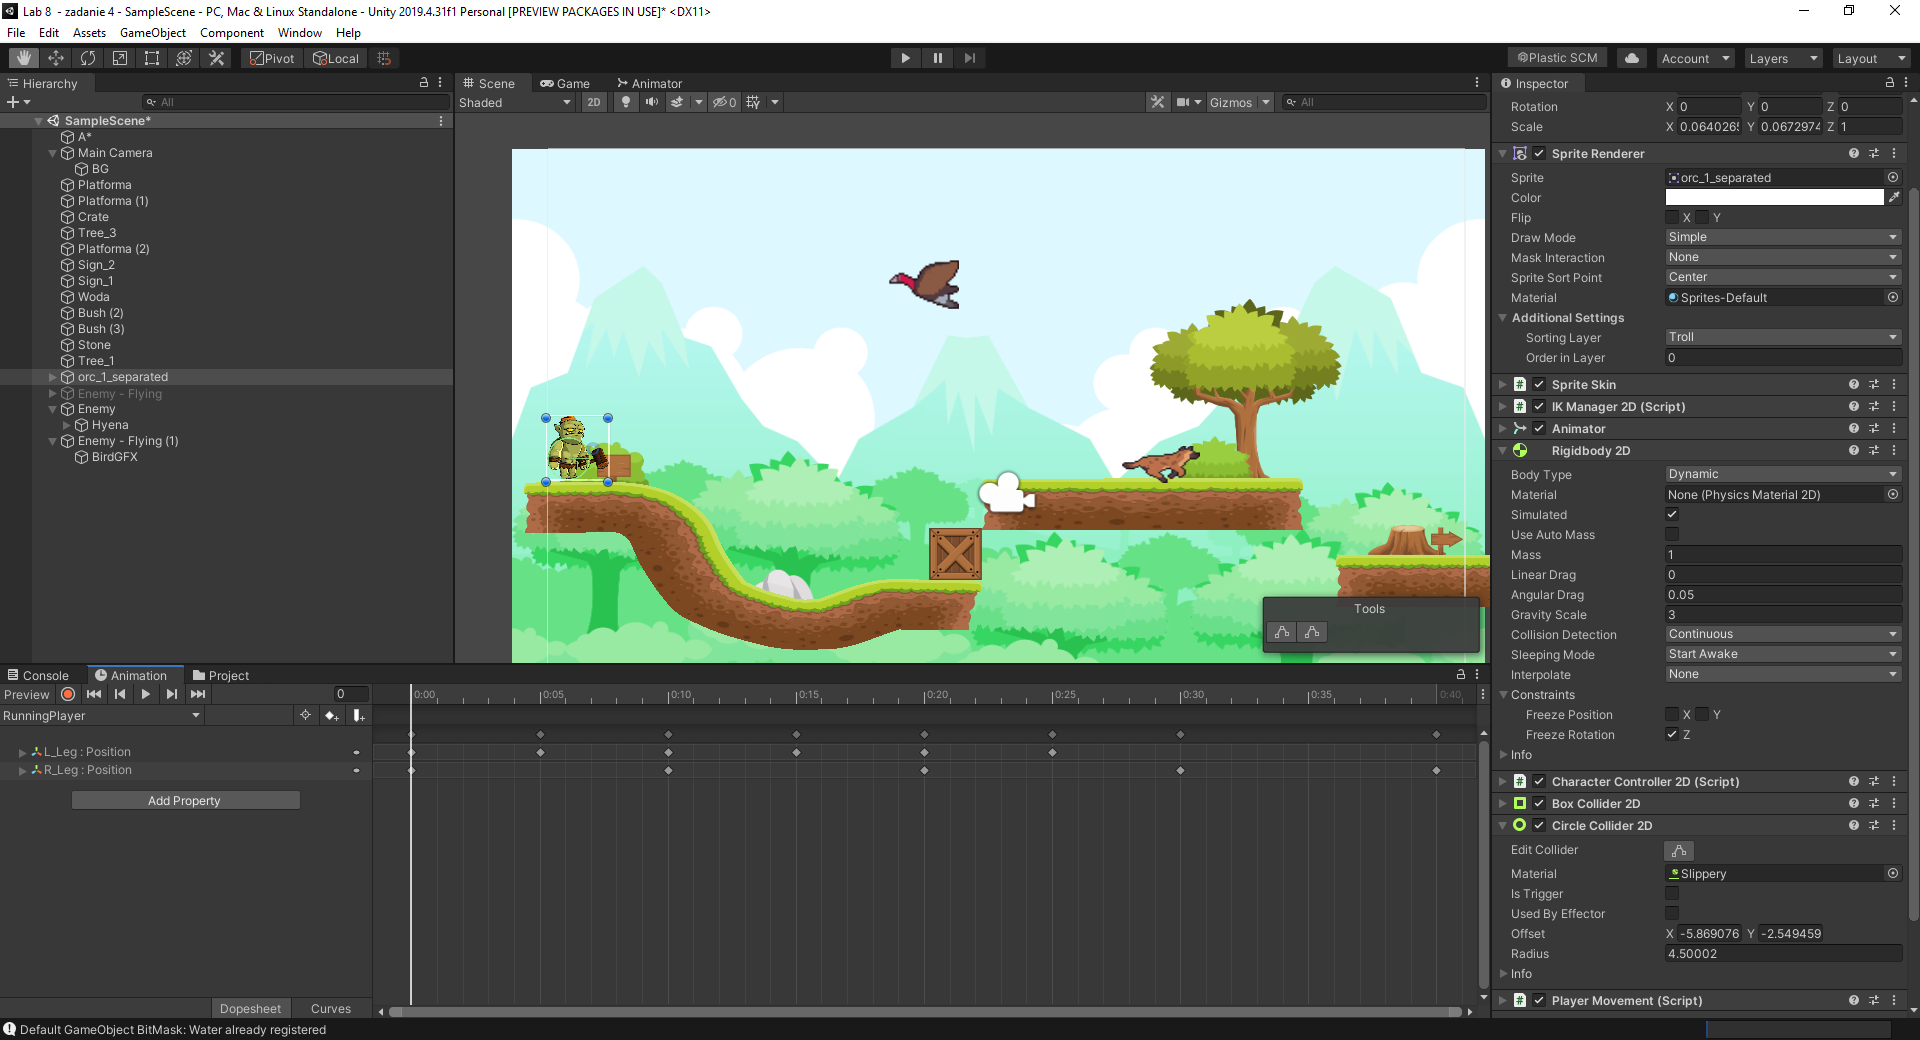 Lab 8  - zadanie 4 - SampleScene - PC, Mac & Linux Standalone - Unity 2019.4.31f1 Personal [PREVIEW PACKAGES IN USE]* <DX11>
File Edit Assets GameObject Component Window Help
Pivot Local Plastic SCM Account Layers Layout
Hierarchy
All
SampleScene*
A*
Main Camera
BG
Platforma
Platforma (1)
Crate
Tree_3
Platforma (2)
Sign_2
Sign_1
Woda
Bush (2)
Bush (3)
Stone
Tree_1
orc_1_separated
Enemy - Flying
Enemy
Hyena
Enemy - Flying (1)
BirdGFX
Scene Game Animator
Shaded 2D 0 Gizmos All
Tools
Inspector
Rotation X 0 Y 0 Z 0
Scale X 0.064026 Y 0.0672974 Z 1
Sprite Renderer
Sprite orc_1_separated
Color
Flip X Y
Draw Mode Simple
Mask Interaction None
Sprite Sort Point Center
Material Sprites-Default
Additional Settings
Sorting Layer Troll
Order in Layer 0
Sprite Skin
IK Manager 2D (Script)
Animator
Rigidbody 2D
Body Type Dynamic
Material None (Physics Material 2D)
Simulated
Use Auto Mass
Mass 1
Linear Drag 0
Angular Drag 0.05
Gravity Scale 3
Collision Detection Continuous
Sleeping Mode Start Awake
Interpolate None
Constraints
Freeze Position X Y
Freeze Rotation Z
Info
Character Controller 2D (Script)
Box Collider 2D
Circle Collider 2D
Edit Collider
Material Slippery
Is Trigger
Used By Effector
Offset X -5.869076 Y -2.549459
Radius 4.50002
Info
Player Movement (Script)
Console Animation Project
Preview 0 0:00 0:05 0:10 0:15 0:20 0:25 0:30 0:35 0:40
RunningPlayer
L_Leg : Position
R_Leg : Position
Add Property
Dopesheet Curves
Default GameObject BitMask: Water already registered